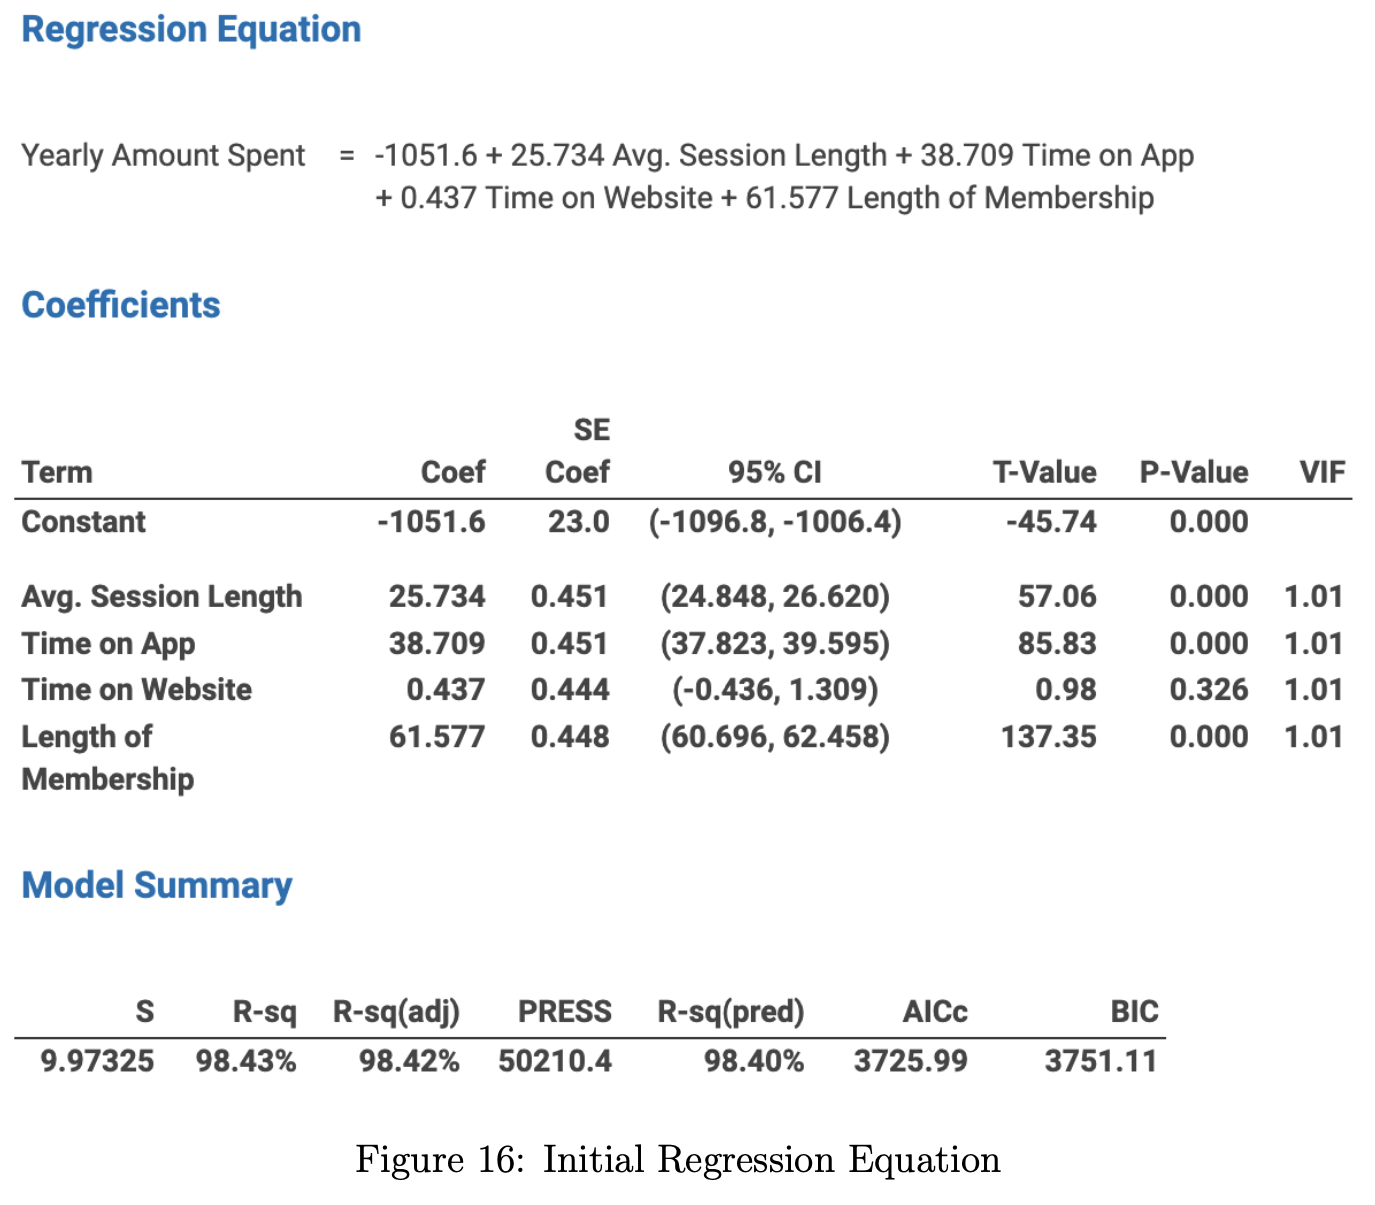 Regression Equation
Yearly Amount Spent = -1051.6 + 25.734 Avg. Session Length + 38.709 Time on App
+ 0.437 Time on Website + 61.577 Length of Membership
Coefficients
SE
Term Coef Coef 95% CI T-Value P-Value VIF
Constant -1051.6 23.0 (-1096.8, -1006.4) -45.74 0.000
Avg. Session Length 25.734 0.451 (24.848, 26.620) 57.06 0.000 1.01
Time on App 38.709 0.451 (37.823, 39.595) 85.83 0.000 1.01
Time on Website 0.437 0.444 (-0.436, 1.309) 0.98 0.326 1.01
Length of 61.577 0.448 (60.696, 62.458) 137.35 0.000 1.01
Membership
Model Summary
S R-sq R-sq(adj) PRESS R-sq(pred) AICc BIC
9.97325 98.43% 98.42% 50210.4 98.40% 3725.99 3751.11
Figure 16: Initial Regression Equation